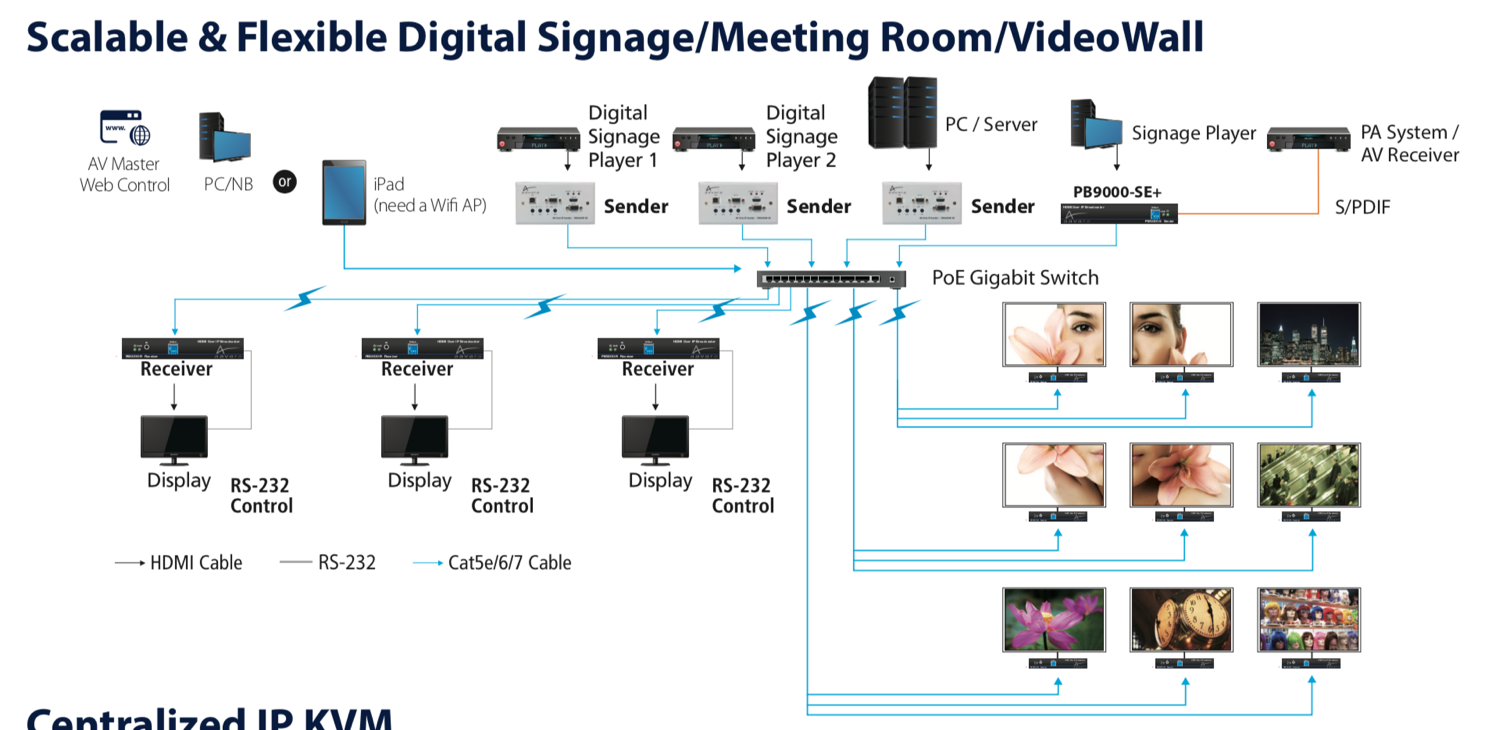 Scalable & Flexible Digital Signage/Meeting Room/VideoWall
www.
AV Master
Web Control
PC/NB
or
iPad
(need a Wifi AP)
Digital
Signage
Player 1
Digital
Signage
Player 2
PC / Server
Signage Player
PA System /
AV Receiver
Sender
Sender
Sender
PB9000-SE+
S/PDIF
PoE Gigabit Switch
Receiver
Receiver
Receiver
Display
RS-232
Control
Display
RS-232
Control
Display
RS-232
Control
HDMI Cable
RS-232
Cat5e/6/7 Cable
Centralized IP KVM